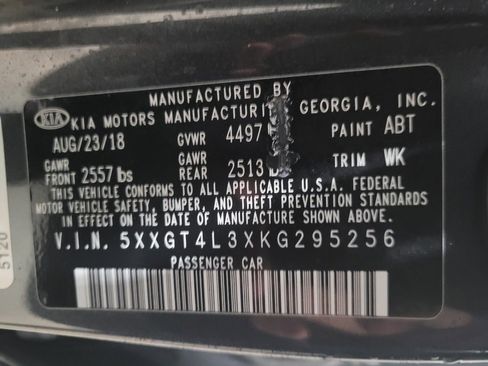 MANUFACTURED BY
KIA KIA MOTORS MANUFACTURING GEORGIA, INC.
AUG/23/18 GVWR 4497 PAINT ABT
GAWR FRONT 2557 lbs GAWR REAR 2513 TRIM WK
THIS VEHICLE CONFORMS TO ALL APPLICABLE U.S.A. FEDERAL
MOTOR VEHICLE SAFETY, BUMPER, AND THEFT PREVENTION STANDARDS
IN EFFECT ON THE DATE OF MANUFACTURE SHOWN ABOVE.
V.I.N. 5XXGT4L3XKG295256
PASSENGER CAR
5120